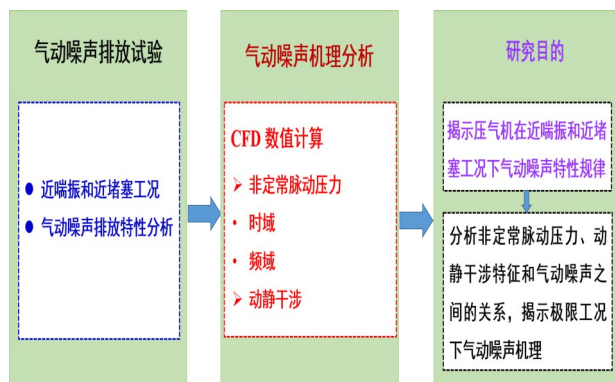 气动噪声排放试验
● 近喘振和近堵塞工况
● 气动噪声排放特性分析
气动噪声机理分析
CFD 数值计算
➢ 非定常脉动压力
• 时域
• 频域
➢ 动静干涉
研究目的
揭示压气机在近喘振和近堵
塞工况下气动噪声特性规律
分析非定常脉动压力、动
静干涉特征和气动噪声之
间的关系，揭示极限工况
下气动噪声机理